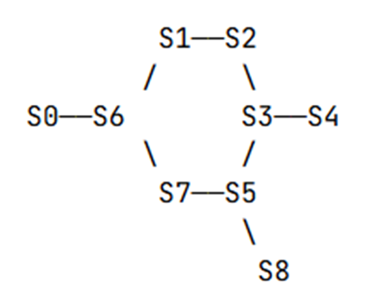 S1——S2
/ \
S0——S6 S3——S4
\ /
S7——S5
\
S8